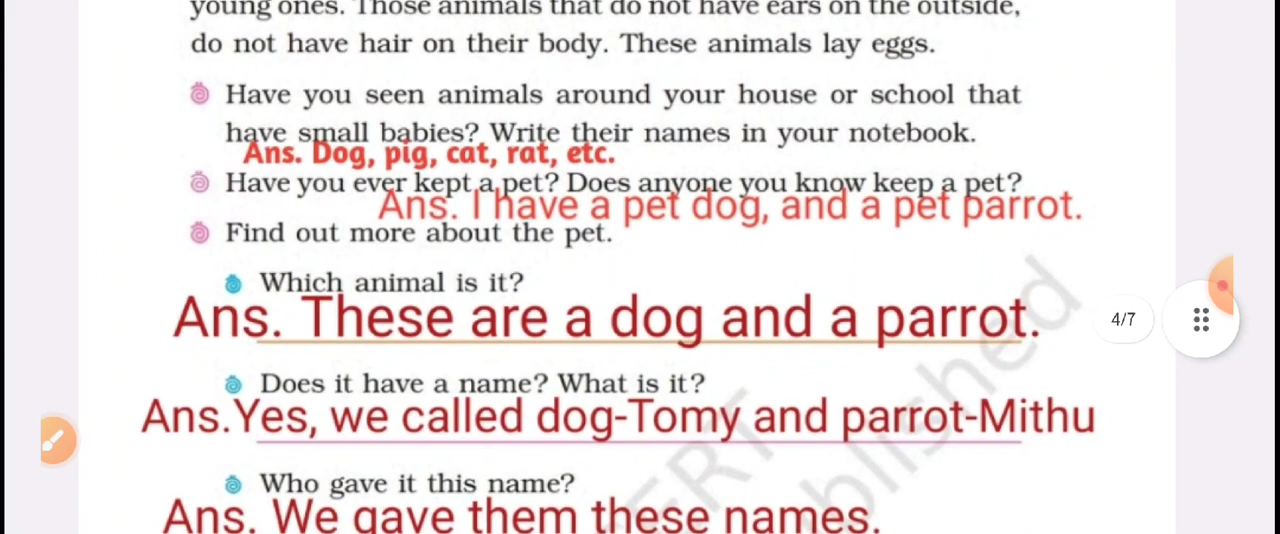 young ones. Those animals that do not have ears on the outside,
do not have hair on their body. These animals lay eggs.
Have you seen animals around your house or school that
have small babies? Write their names in your notebook.
Ans. Dog, pig, cat, rat, etc.
Have you ever kept a pet? Does anyone you know keep a pet?
Ans. I have a pet dog, and a pet parrot.
Find out more about the pet.
Which animal is it?
Ans. These are a dog and a parrot.
4/7
Does it have a name? What is it?
Ans.Yes, we called dog-Tomy and parrot-Mithu
Who gave it this name?
Ans. We gave them these names.